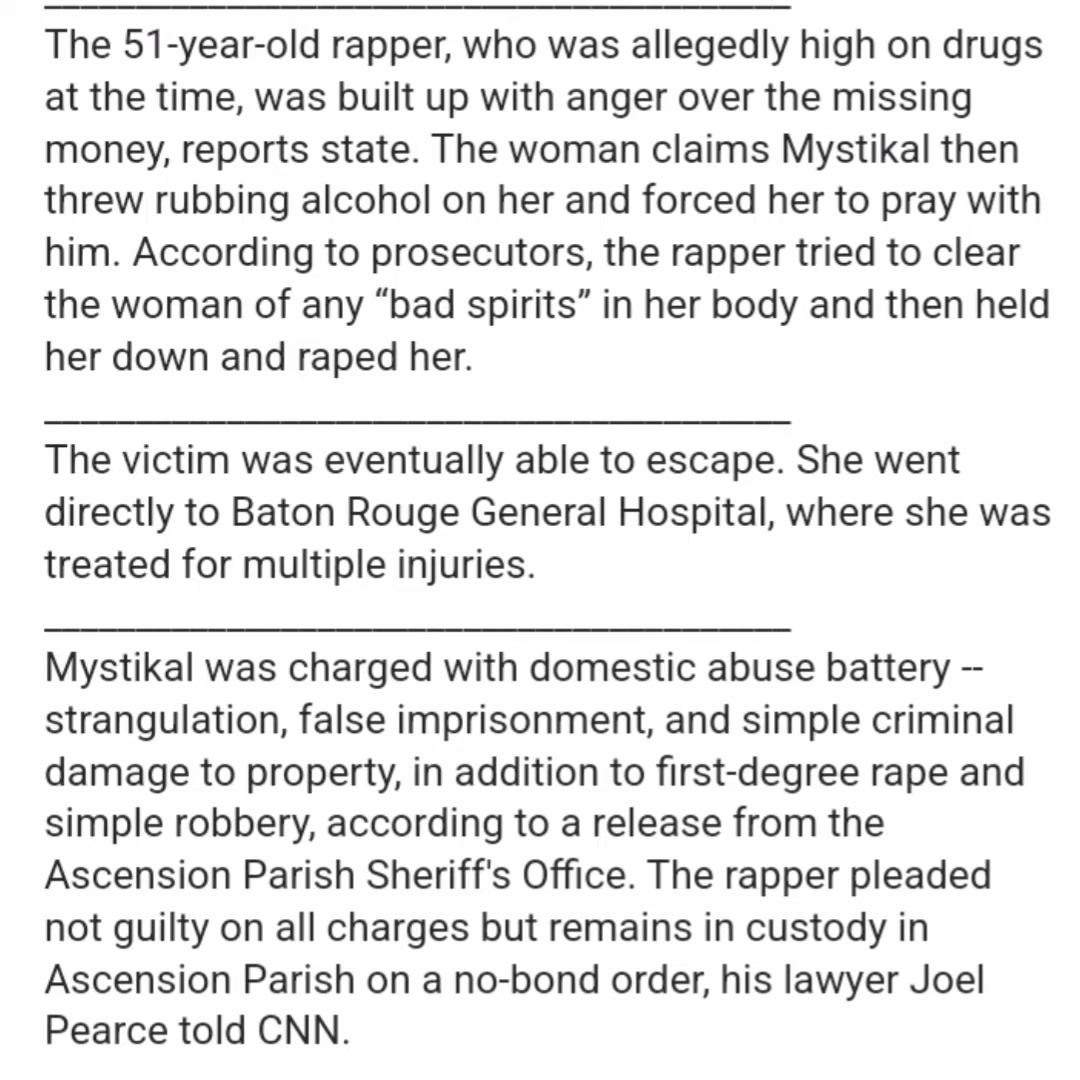 ________________________________________
The 51-year-old rapper, who was allegedly high on drugs
at the time, was built up with anger over the missing
money, reports state. The woman claims Mystikal then
threw rubbing alcohol on her and forced her to pray with
him. According to prosecutors, the rapper tried to clear
the woman of any “bad spirits” in her body and then held
her down and raped her.
________________________________________
The victim was eventually able to escape. She went
directly to Baton Rouge General Hospital, where she was
treated for multiple injuries.
________________________________________
Mystikal was charged with domestic abuse battery --
strangulation, false imprisonment, and simple criminal
damage to property, in addition to first-degree rape and
simple robbery, according to a release from the
Ascension Parish Sheriff's Office. The rapper pleaded
not guilty on all charges but remains in custody in
Ascension Parish on a no-bond order, his lawyer Joel
Pearce told CNN.